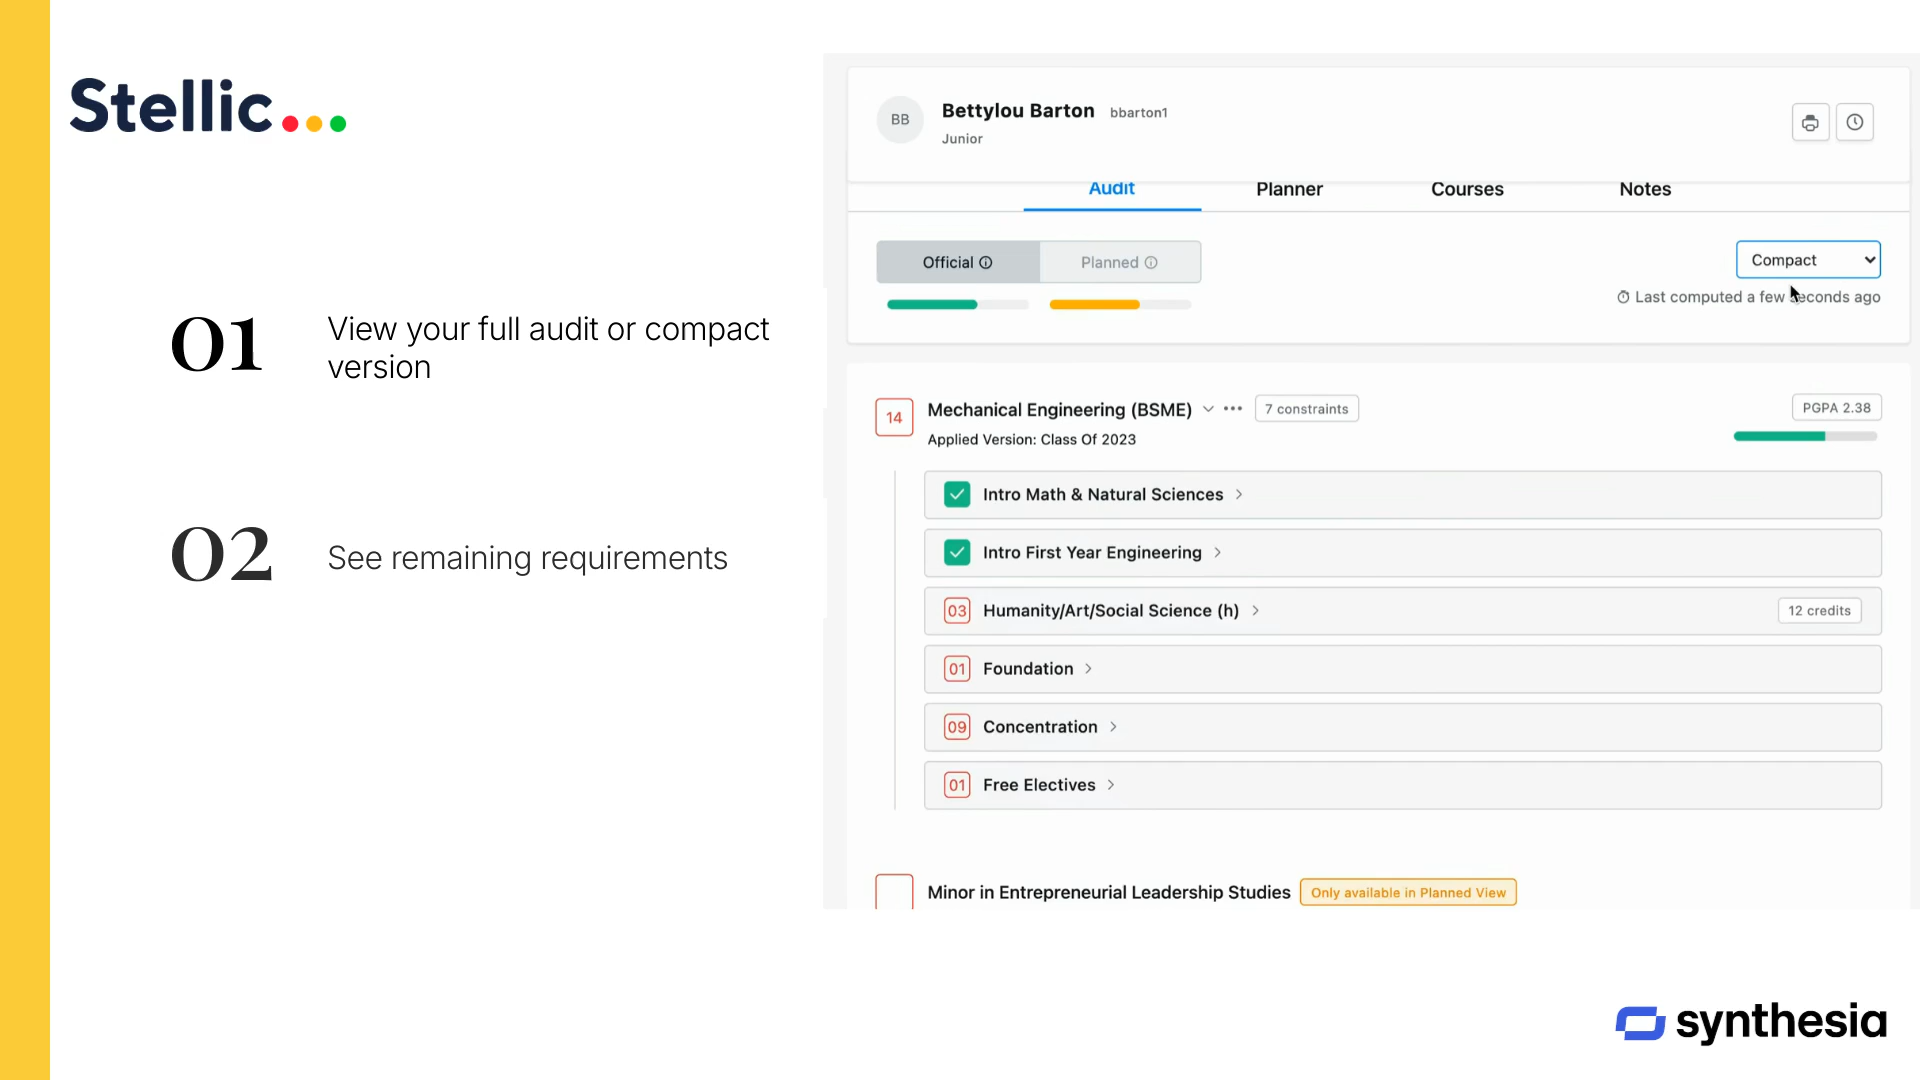 Stellic...
01
View your full audit or compact
version
02
See remaining requirements
BB
Bettylou Barton bbarton1
Junior
Audit Planner Courses Notes
Official Planned
Compact
Last computed a few seconds ago
14
Mechanical Engineering (BSME) ••• 7 constraints
PGPA 2.38
Applied Version: Class Of 2023
Intro Math & Natural Sciences
Intro First Year Engineering
03 Humanity/Art/Social Science (h) 12 credits
01 Foundation
09 Concentration
01 Free Electives
Minor in Entrepreneurial Leadership Studies Only available in Planned View
synthesia